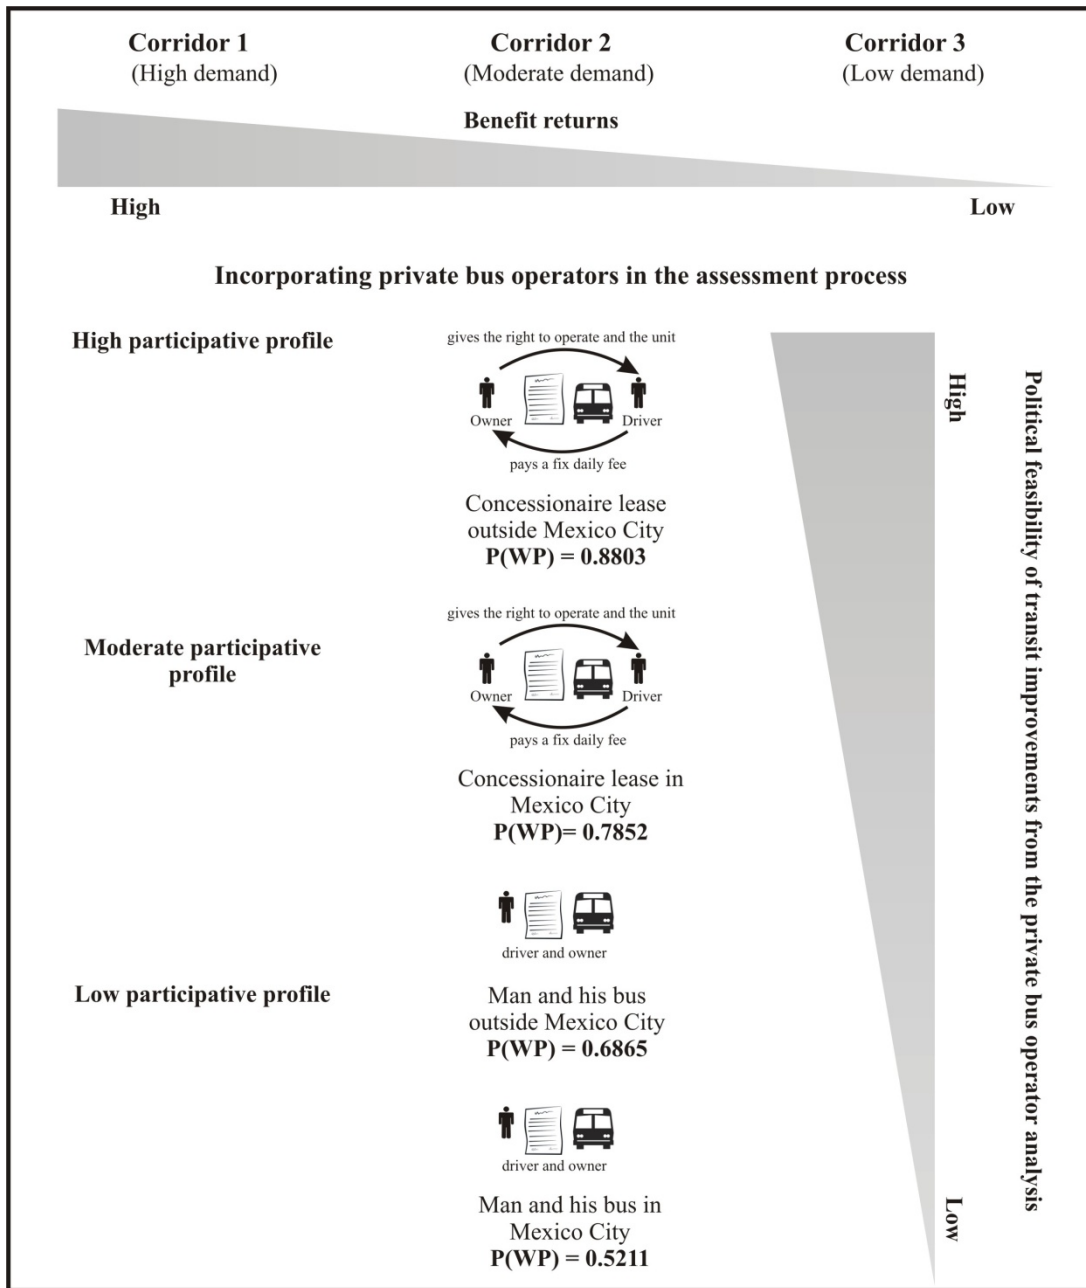 Corridor 1
(High demand)
Corridor 2
(Moderate demand)
Corridor 3
(Low demand)
Benefit returns
High
Low
Incorporating private bus operators in the assessment process
High participative profile
gives the right to operate and the unit
Owner
Driver
pays a fix daily fee
Concessionaire lease
outside Mexico City
P(WP) = 0.8803
Moderate participative
profile
gives the right to operate and the unit
Owner
Driver
pays a fix daily fee
Concessionaire lease in
Mexico City
P(WP)= 0.7852
Low participative profile
driver and owner
Man and his bus
outside Mexico City
P(WP) = 0.6865
driver and owner
Man and his bus in
Mexico City
P(WP) = 0.5211
High
Low
Political feasibility of transit improvements from the private bus operator analysis